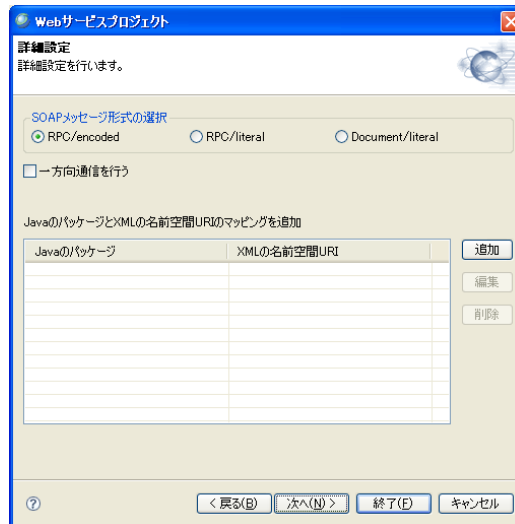 Webサービスプロジェクト
詳細設定
詳細設定を行います。
SOAPメッセージ形式の選択
RPC/encoded RPC/literal Document/literal
一方向通信を行う
JavaのパッケージとXMLの名前空間URIのマッピングを追加
Javaのパッケージ XMLの名前空間URI
追加
編集
削除
< 戻る(B) 次へ(N) > 終了(F) キャンセル